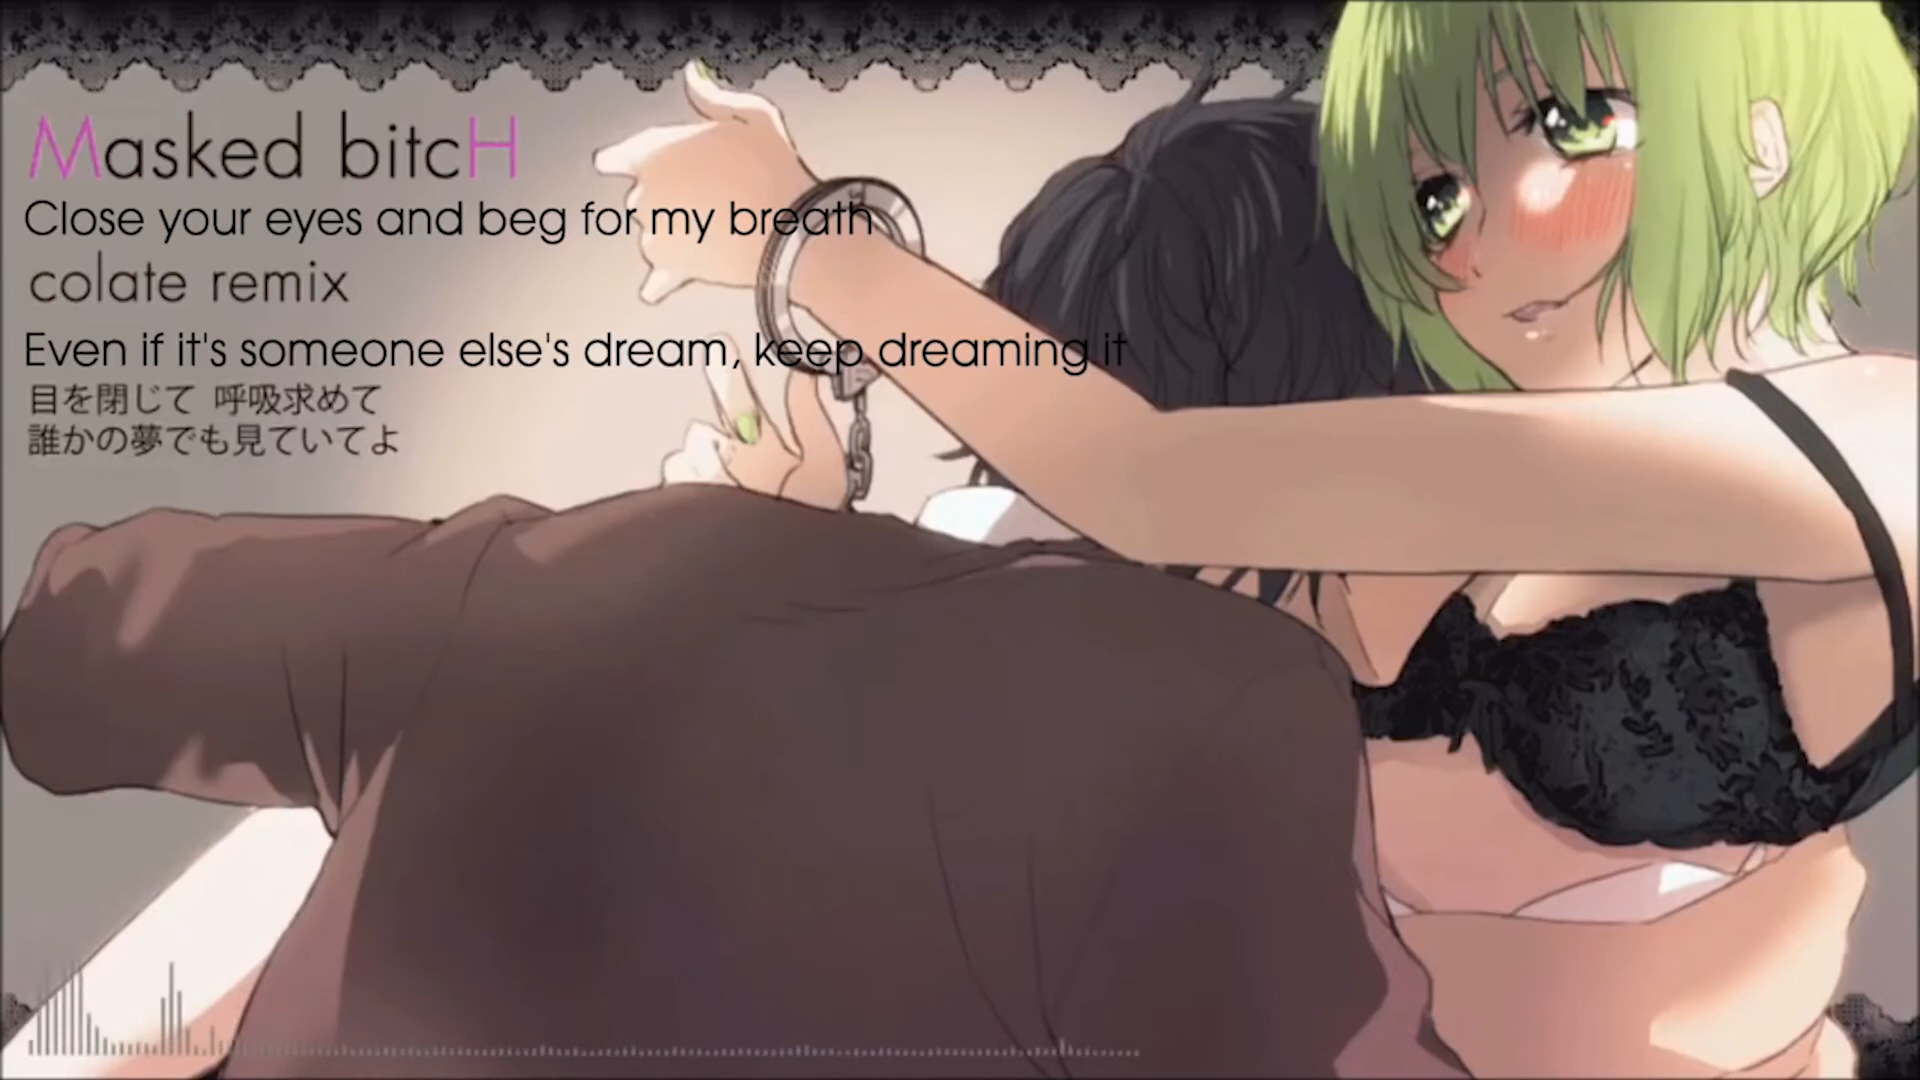 Masked bitcH
Close your eyes and beg for my breath
colate remix
Even if it's someone else's dream, keep dreaming it
目を閉じて 呼吸求めて
誰かの夢でも見ていてよ